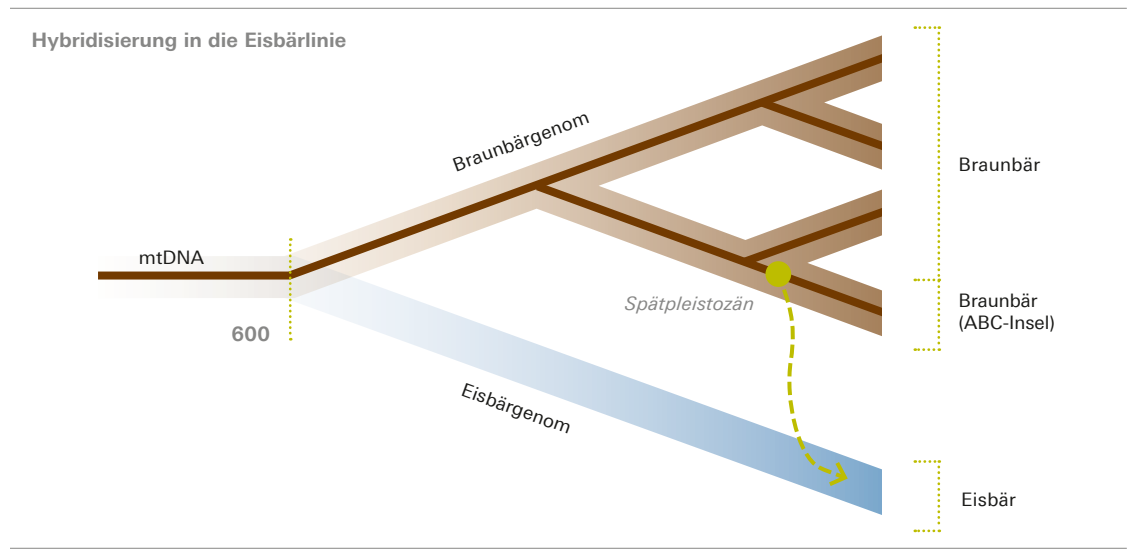 Hybridisierung in die Eisbärlinie
Braunbärgenom
Braunbär
mtDNA
Spätpleistozän
Braunbär
(ABC-Insel)
600
Eisbärgenom
Eisbär